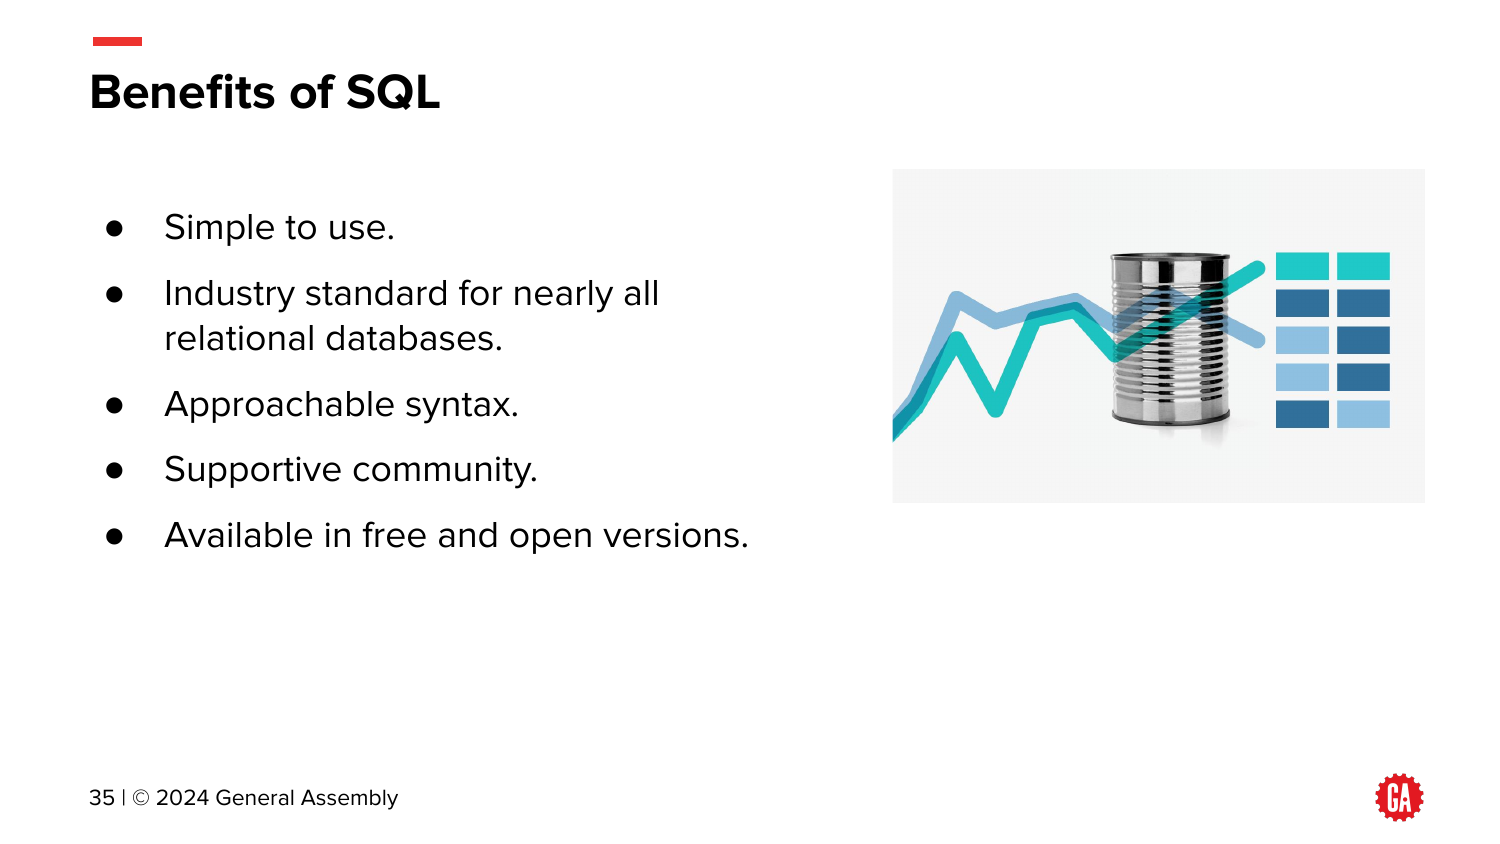 Benefits of SQL
● Simple to use.
● Industry standard for nearly all
relational databases.
● Approachable syntax.
● Supportive community.
● Available in free and open versions.
35 | © 2024 General Assembly
GA